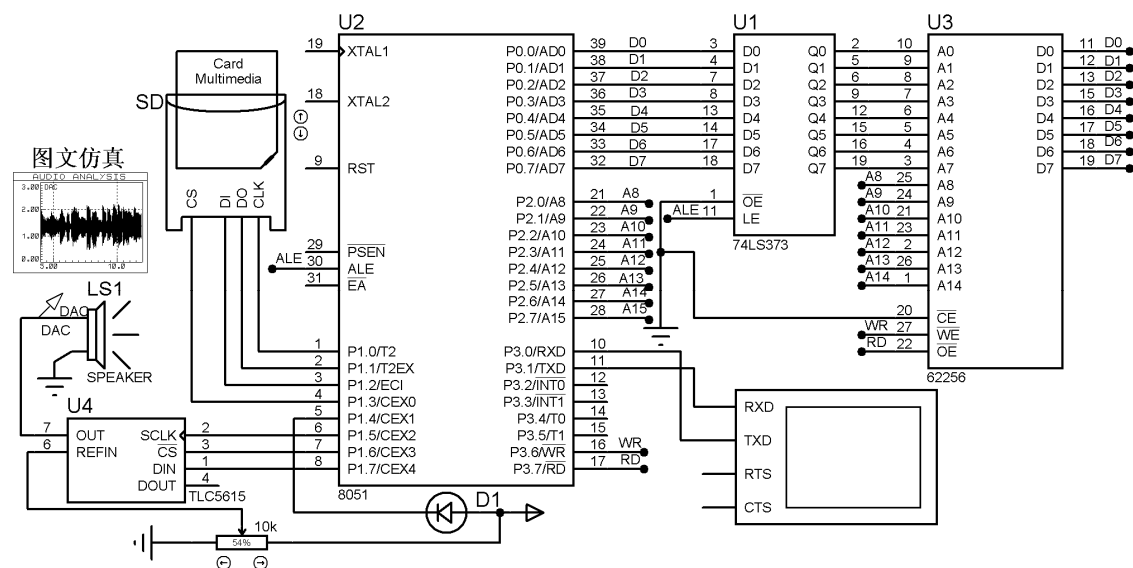 U2
U1
U3
SD
Card
Multimedia
CS
DI
DO
CLK
图文仿真
AUDIO ANALYSIS
3.00
DAC
2.00
1.00
0.00
5.00
10.0
LS1
DAC
DAC
SPEAKER
19 XTAL1
18 XTAL2
9 RST
29 PSEN
ALE 30 ALE
31 EA
1 P1.0/T2
2 P1.1/T2EX
3 P1.2/ECI
4 P1.3/CEX0
5 P1.4/CEX1
6 P1.5/CEX2
7 P1.6/CEX3
8 P1.7/CEX4
8051
P0.0/AD0 39 D0
P0.1/AD1 38 D1
P0.2/AD2 37 D2
P0.3/AD3 36 D3
P0.4/AD4 35 D4
P0.5/AD5 34 D5
P0.6/AD6 33 D6
P0.7/AD7 32 D7
P2.0/A8 21 A8
P2.1/A9 22 A9
P2.2/A10 23 A10
P2.3/A11 24 A11
P2.4/A12 25 A12
P2.5/A13 26 A13
P2.6/A14 27 A14
P2.7/A15 28 A15
P3.0/RXD 10
P3.1/TXD 11
P3.2/INT0 12
P3.3/INT1 13
P3.4/T0 14
P3.5/T1 15
P3.6/WR 16 WR
P3.7/RD 17 RD
3 D0 Q0 2
4 D1 Q1 5
7 D2 Q2 6
8 D3 Q3 9
13 D4 Q4 12
14 D5 Q5 15
17 D6 Q6 16
18 D7 Q7 19
1 OE
ALE 11 LE
74LS373
10 A0 D0 11 D0
9 A1 D1 12 D1
8 A2 D2 13 D2
7 A3 D3 15 D3
6 A4 D4 16 D4
5 A5 D5 17 D5
4 A6 D6 18 D6
3 A7 D7 19 D7
A8 25 A8
A9 24 A9
A10 21 A10
A11 23 A11
A12 2 A12
A13 26 A13
A14 1 A14
20 CE
WR 27 WE
RD 22 OE
62256
U4
7 OUT SCLK 2
6 REFIN CS 3
DIN 1
DOUT 4
TLC5615
D1
10k
54%
RXD
TXD
RTS
CTS